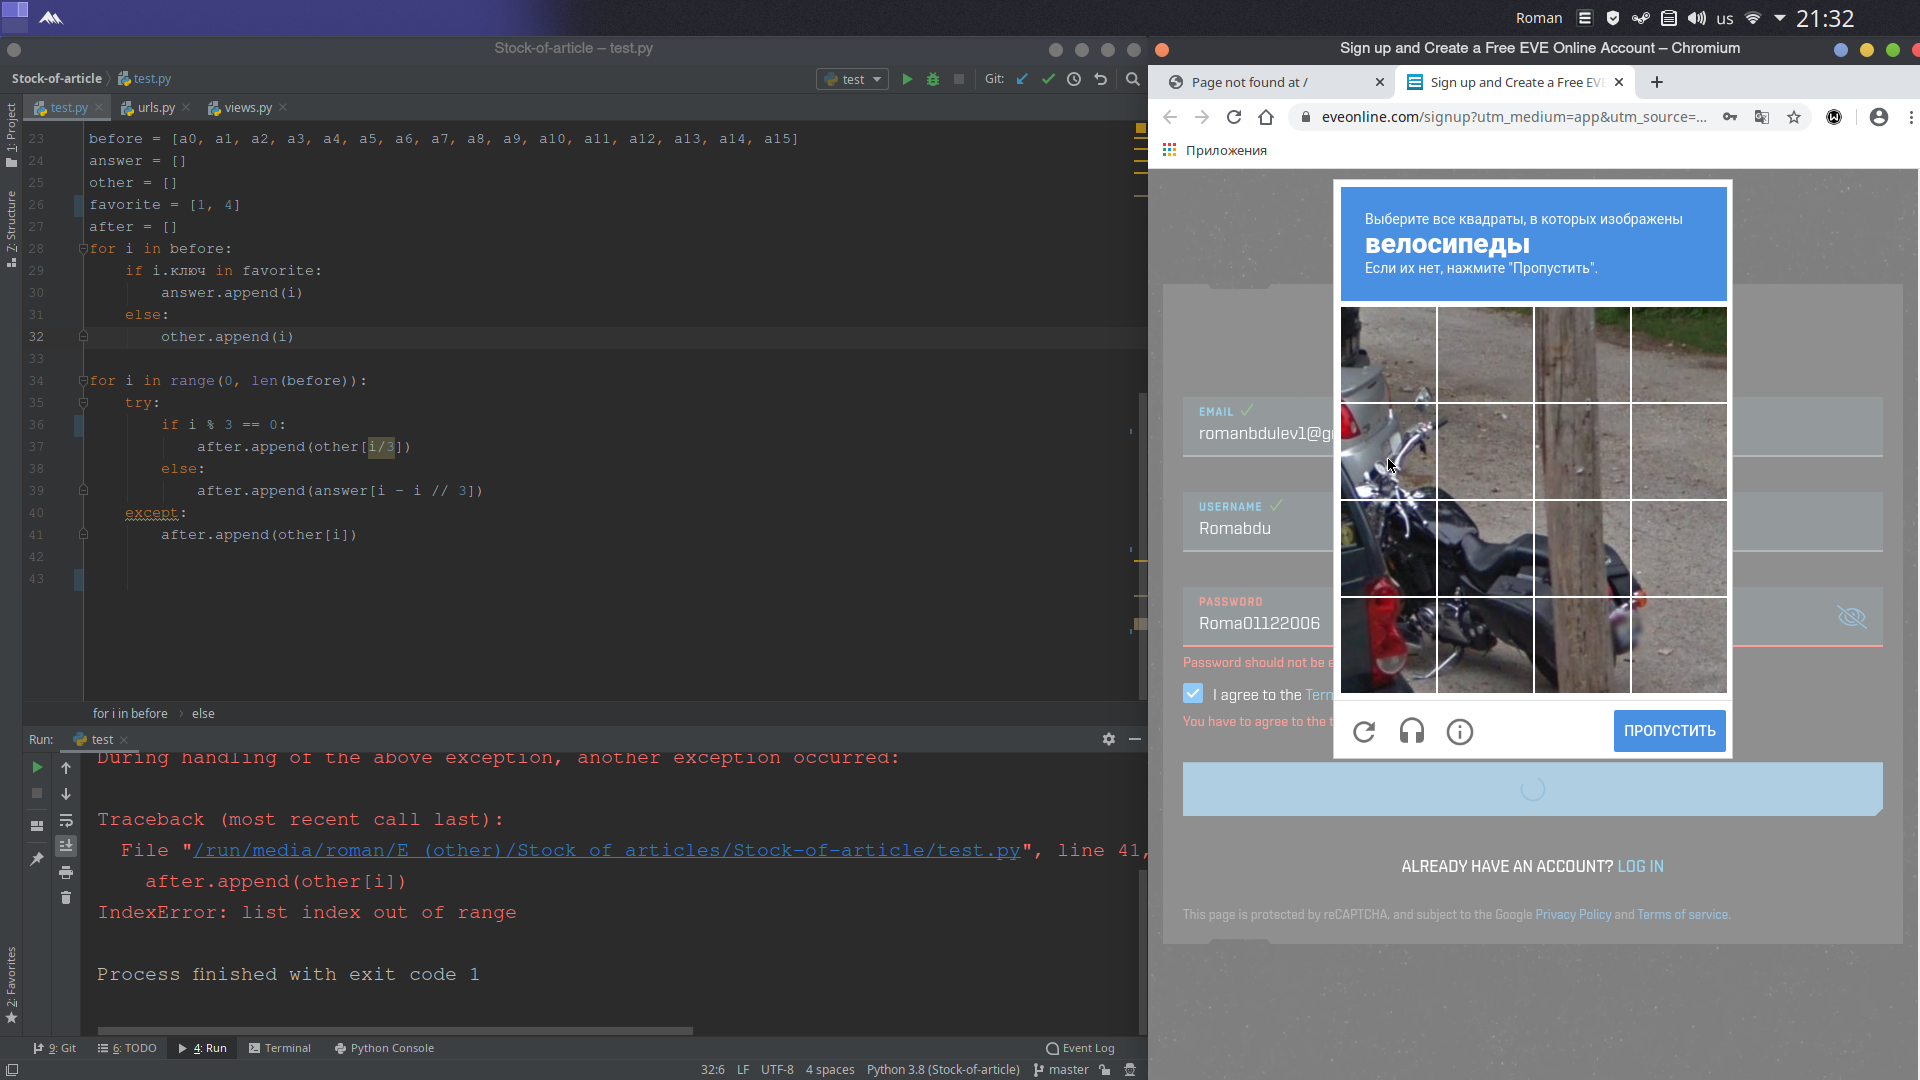 Roman us 21:32
Stock-of-article – test.py
Stock-of-article test.py test Git:
test.py urls.py views.py
1: Project
7: Structure
2: Favorites
23 before = [a0, a1, a2, a3, a4, a5, a6, a7, a8, a9, a10, a11, a12, a13, a14, a15]
24 answer = []
25 other = []
26 favorite = [1, 4]
27 after = []
28 for i in before:
29 if i.ключ in favorite:
30 answer.append(i)
31 else:
32 other.append(i)
33
34 for i in range(0, len(before)):
35 try:
36 if i % 3 == 0:
37 after.append(other[i/3])
38 else:
39 after.append(answer[i - i // 3])
40 except:
41 after.append(other[i])
42
43
for i in before › else
Run: test
During handling of the above exception, another exception occurred:
Traceback (most recent call last):
File "/run/media/roman/E (other)/Stock of articles/Stock-of-article/test.py", line 41,
after.append(other[i])
IndexError: list index out of range
Process finished with exit code 1
9: Git 6: TODO 4: Run Terminal Python Console Event Log
32:6 LF UTF-8 4 spaces Python 3.8 (Stock-of-article) master
Sign up and Create a Free EVE Online Account – Chromium
Page not found at / Sign up and Create a Free EVE
eveonline.com/signup?utm_medium=app&utm_source=...
Приложения
Выберите все квадраты, в которых изображены
велосипеды
Если их нет, нажмите "Пропустить".
EMAIL
romanbdulev1@g
USERNAME
Romabdu
PASSWORD
Roma01122006
Password should not be
I agree to the Term
You have to agree to the t
ПРОПУСТИТЬ
ALREADY HAVE AN ACCOUNT? LOG IN
This page is protected by reCAPTCHA, and subject to the Google Privacy Policy and Terms of service.